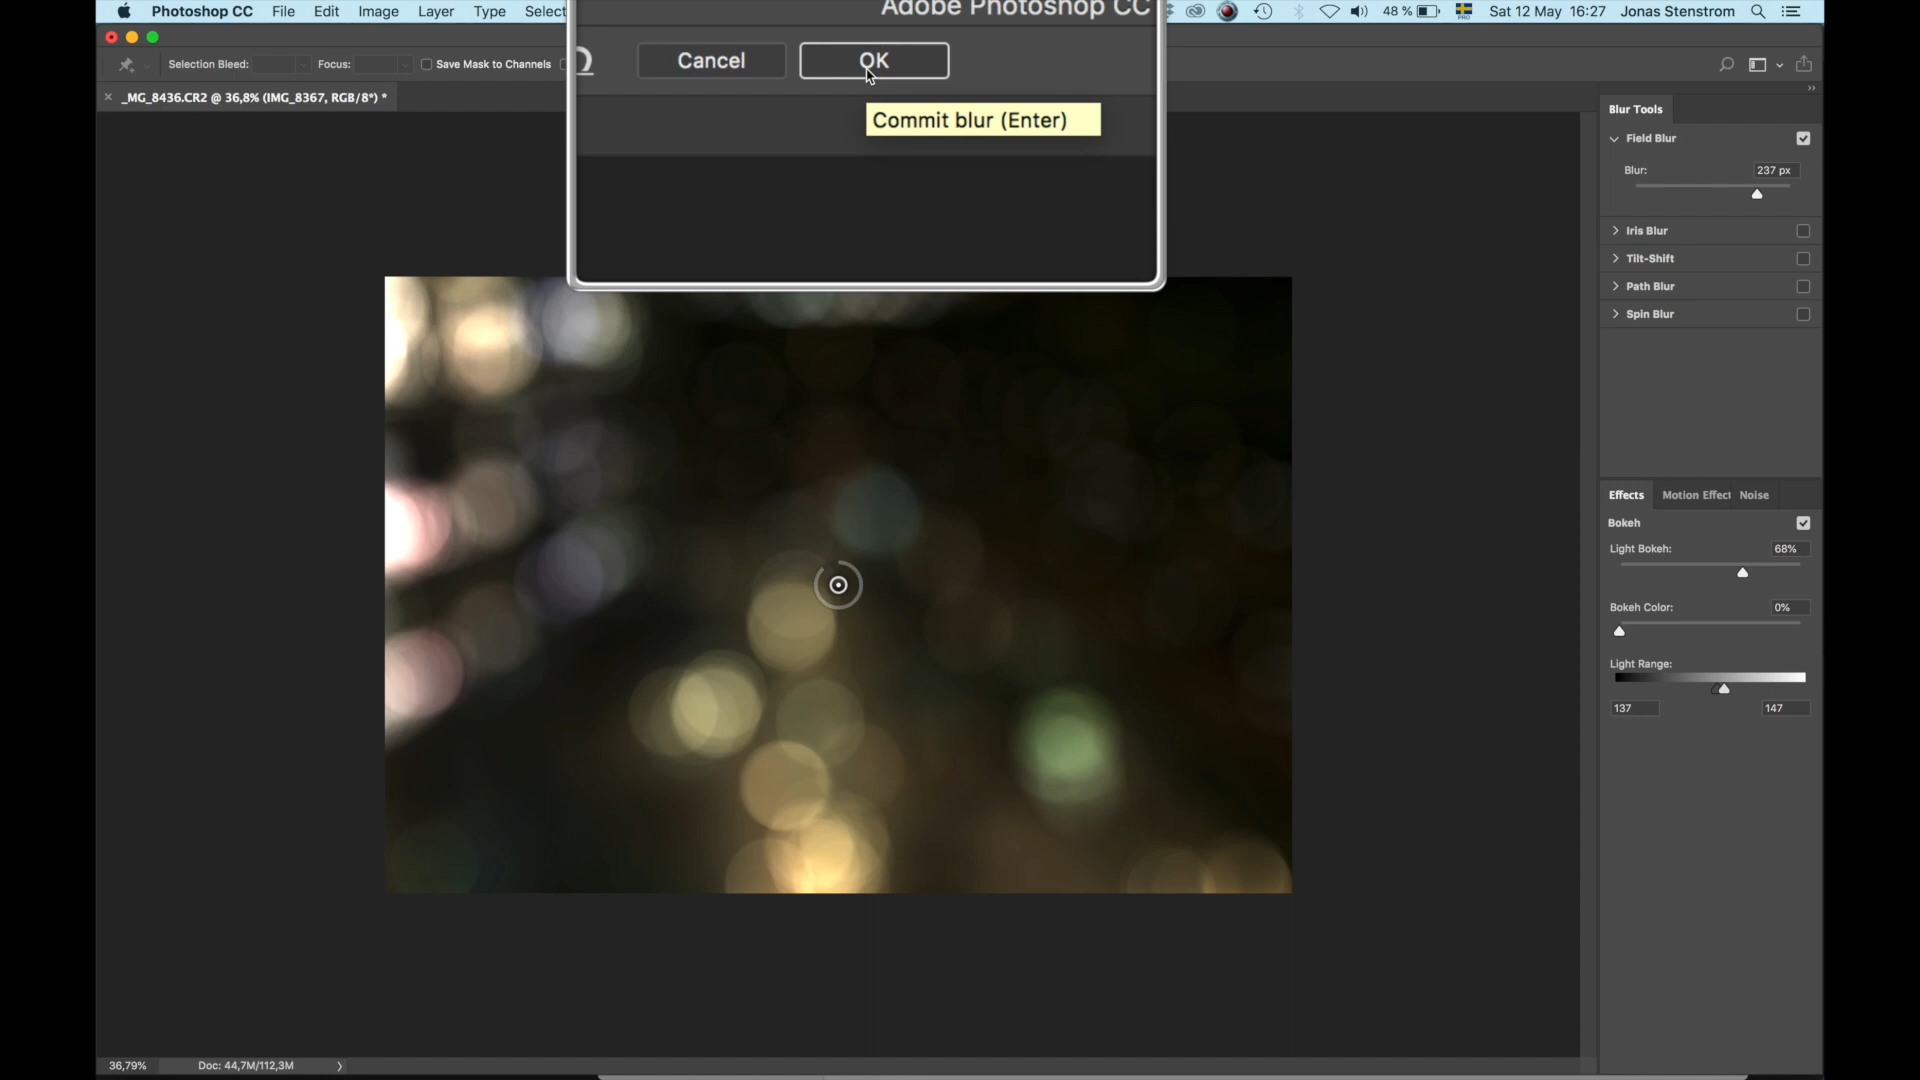 Photoshop CC File Edit Image Layer Type Select
Adobe Photoshop CC
48 % Sat 12 May 16:27 Jonas Stenstrom
Selection Bleed: Focus: Save Mask to Channels
Cancel OK
Commit blur (Enter)
× _MG_8436.CR2 @ 36,8% (IMG_8367, RGB/8*) *
Blur Tools
Field Blur
Blur: 237 px
Iris Blur
Tilt-Shift
Path Blur
Spin Blur
Effects Motion Effect Noise
Bokeh
Light Bokeh: 68%
Bokeh Color: 0%
Light Range:
137 147
36,79% Doc: 44,7M/112,3M